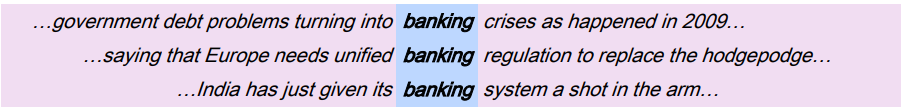 …government debt problems turning into banking crises as happened in 2009…
…saying that Europe needs unified banking regulation to replace the hodgepodge…
…India has just given its banking system a shot in the arm…